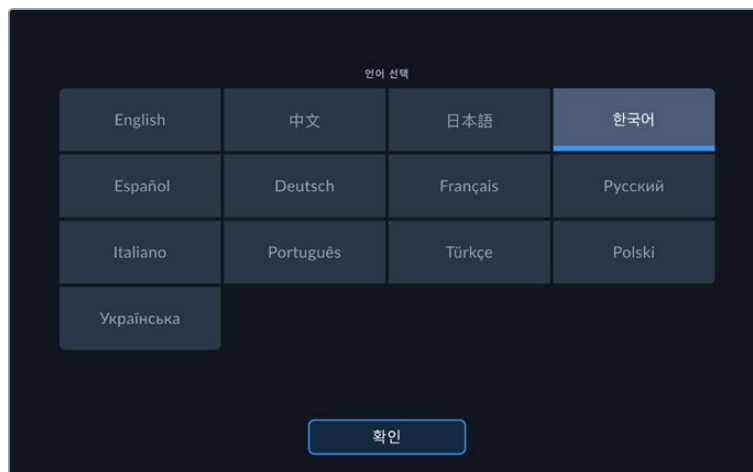 언어 선택
English 中文 日本語 한국어
Español Deutsch Français Русский
Italiano Português Türkçe Polski
Українська
확인